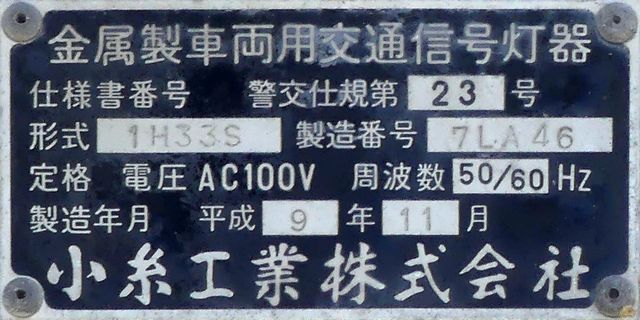 金属製車両用交通信号灯器
仕様書番号 警交仕規第 23 号
形式 1H33S 製造番号 7LA46
定格 電圧 AC100V 周波数 50/60 Hz
製造年月 平成 9 年 11 月
小糸工業株式会社